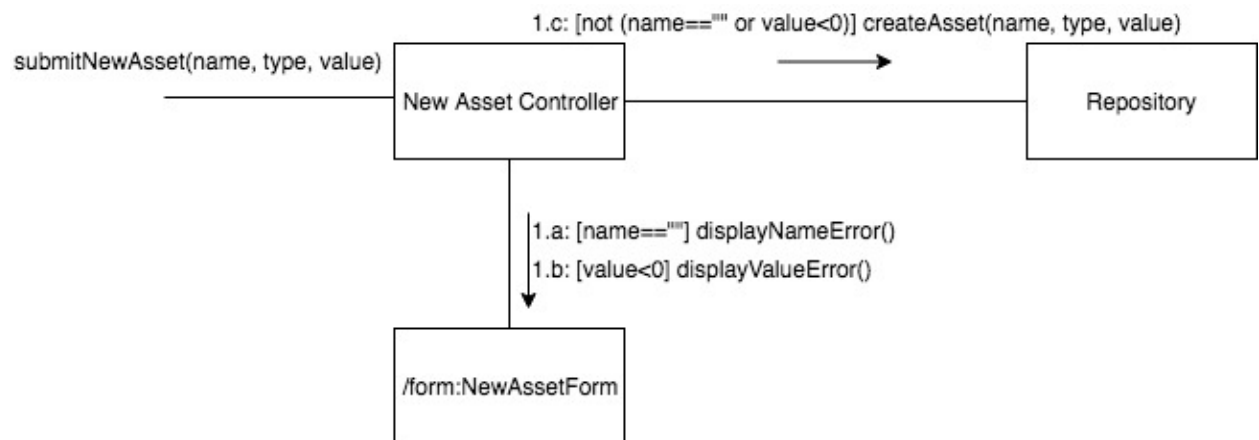 1.c: [not (name=="" or value<0)] createAsset(name, type, value)
submitNewAsset(name, type, value)
New Asset Controller
Repository
1.a: [name==""] displayNameError()
1.b: [value<0] displayValueError()
/form:NewAssetForm